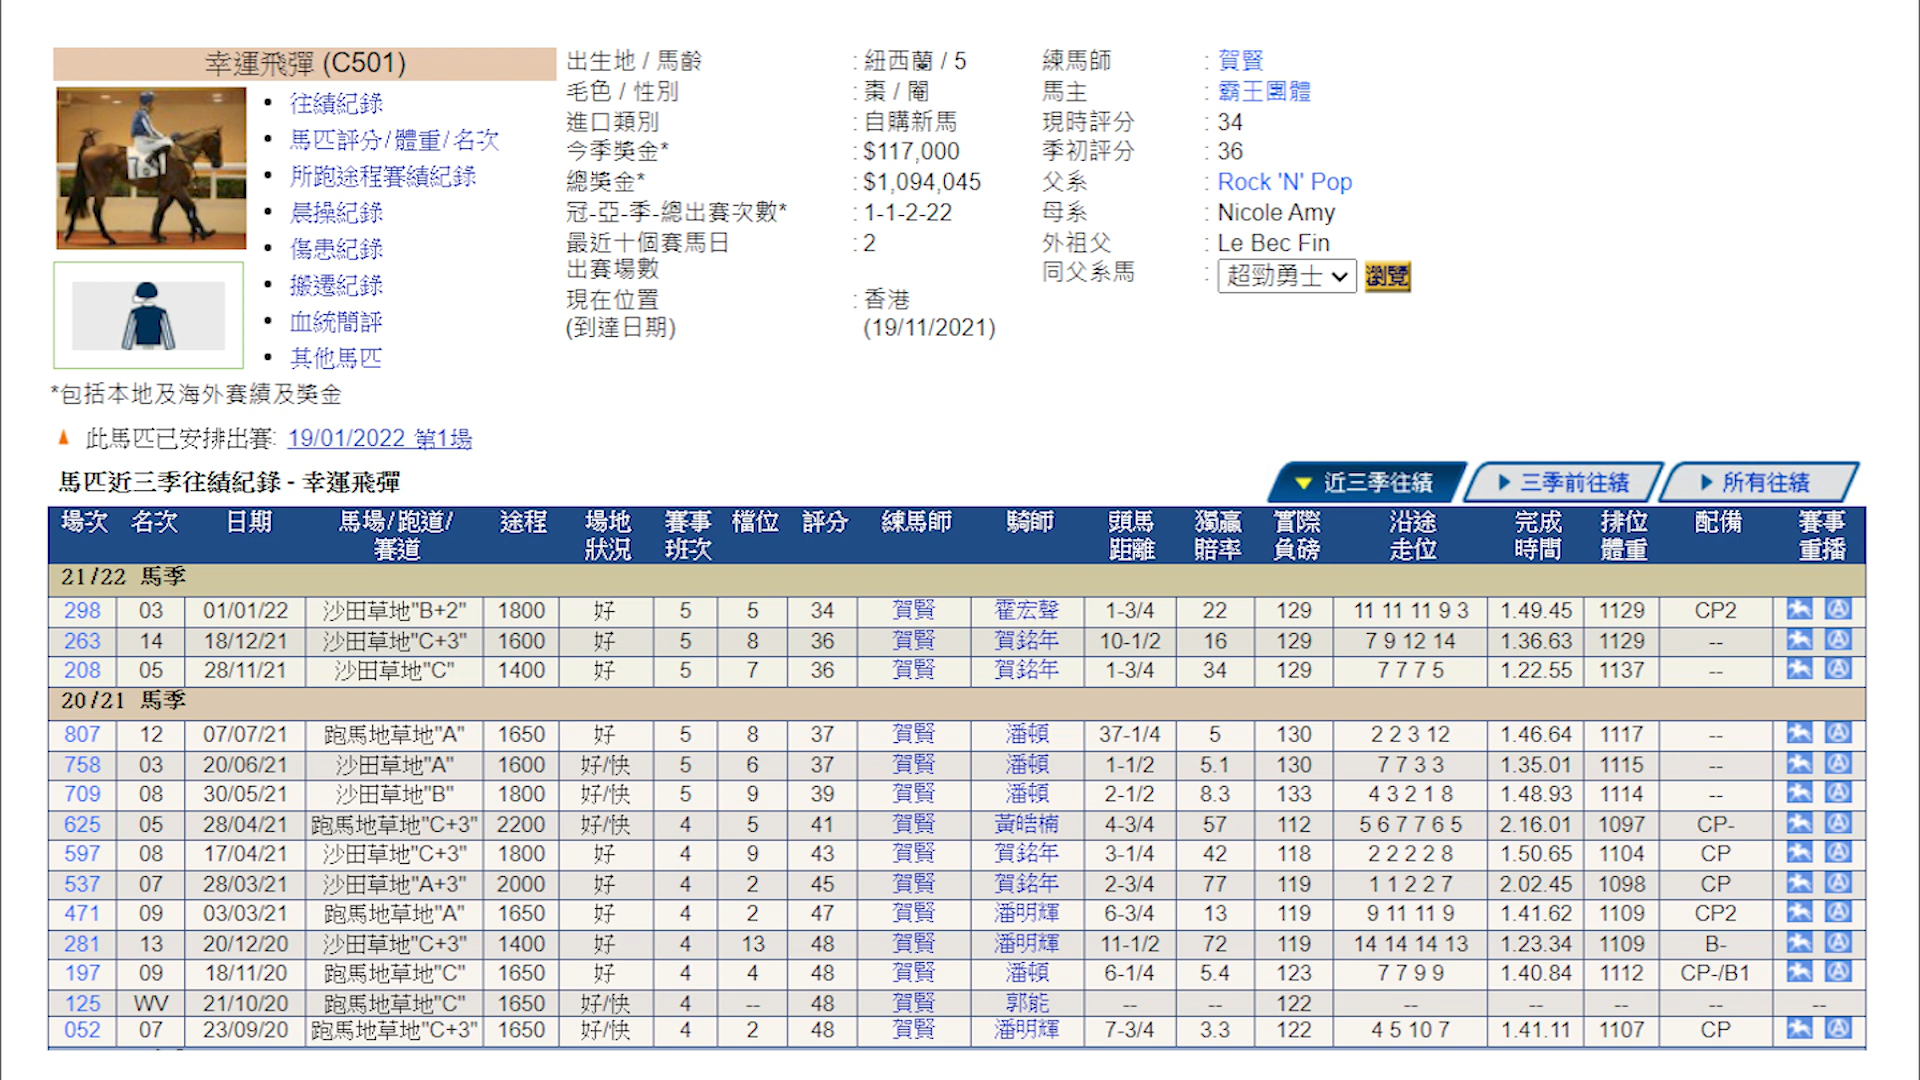 幸運飛彈 (C501)
往績紀錄
馬匹評分/體重/名次
所跑途程賽績紀錄
晨操紀錄
傷患紀錄
搬遷紀錄
血統簡評
其他馬匹
*包括本地及海外賽績及獎金
出生地 / 馬齡 : 紐西蘭 / 5
毛色 / 性別 : 棗 / 閹
進口類別 : 自購新馬
今季獎金* : $117,000
總獎金* : $1,094,045
冠-亞-季-總出賽次數* : 1-1-2-22
最近十個賽馬日 : 2
出賽場數
現在位置 : 香港
(到達日期) (19/11/2021)
練馬師 : 賀賢
馬主 : 霸王團體
現時評分 : 34
季初評分 : 36
父系 : Rock 'N' Pop
母系 : Nicole Amy
外祖父 : Le Bec Fin
同父系馬 : 超勁勇士 瀏覽
此馬匹已安排出賽: 19/01/2022 第1場
馬匹近三季往績紀錄 - 幸運飛彈
近三季往績 三季前往績 所有往績
場次 名次 日期 馬場/跑道/ 途程 場地 賽事 檔位 評分 練馬師 騎師 頭馬 獨贏 實際 沿途 完成 排位 配備 賽事
賽道 狀況 班次 距離 賠率 負磅 走位 時間 體重 重播
21/22 馬季
298 03 01/01/22 沙田草地"B+2" 1800 好 5 5 34 賀賢 霍宏聲 1-3/4 22 129 11 11 11 9 3 1.49.45 1129 CP2
263 14 18/12/21 沙田草地"C+3" 1600 好 5 8 36 賀賢 賀銘年 10-1/2 16 129 7 9 12 14 1.36.63 1129 --
208 05 28/11/21 沙田草地"C" 1400 好 5 7 36 賀賢 賀銘年 1-3/4 34 129 7 7 7 5 1.22.55 1137 --
20/21 馬季
807 12 07/07/21 跑馬地草地"A" 1650 好 5 8 37 賀賢 潘頓 37-1/4 5 130 2 2 3 12 1.46.64 1117 --
758 03 20/06/21 沙田草地"A" 1600 好/快 5 6 37 賀賢 潘頓 1-1/2 5.1 130 7 7 3 3 1.35.01 1115 --
709 08 30/05/21 沙田草地"B" 1800 好/快 5 9 39 賀賢 潘頓 2-1/2 8.3 133 4 3 2 1 8 1.48.93 1114 --
625 05 28/04/21 跑馬地草地"C+3" 2200 好/快 4 5 41 賀賢 黃皓楠 4-3/4 57 112 5 6 7 7 6 5 2.16.01 1097 CP-
597 08 17/04/21 沙田草地"C+3" 1800 好 4 9 43 賀賢 賀銘年 3-1/4 42 118 2 2 2 2 8 1.50.65 1104 CP
537 07 28/03/21 沙田草地"A+3" 2000 好 4 2 45 賀賢 賀銘年 2-3/4 77 119 1 1 2 2 7 2.02.45 1098 CP
471 09 03/03/21 跑馬地草地"A" 1650 好 4 2 47 賀賢 潘明輝 6-3/4 13 119 9 11 11 9 1.41.62 1109 CP2
281 13 20/12/20 沙田草地"C+3" 1400 好 4 13 48 賀賢 潘明輝 11-1/2 72 119 14 14 14 13 1.23.34 1109 B-
197 09 18/11/20 跑馬地草地"C" 1650 好 4 4 48 賀賢 潘頓 6-1/4 5.4 123 7 7 9 9 1.40.84 1112 CP-/B1
125 WV 21/10/20 跑馬地草地"C" 1650 好/快 4 -- 48 賀賢 郭能 -- -- 122 -- -- -- -- --
052 07 23/09/20 跑馬地草地"C+3" 1650 好/快 4 2 48 賀賢 潘明輝 7-3/4 3.3 122 4 5 10 7 1.41.11 1107 CP